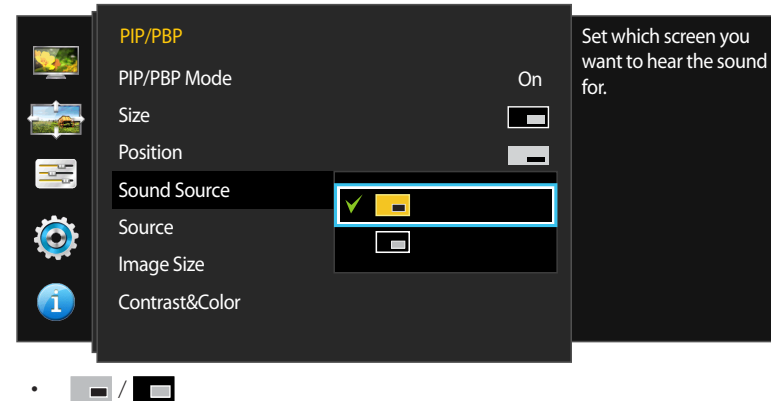 PIP/PBP
PIP/PBP Mode On
Size
Position
Sound Source
Source
Image Size
Contrast&Color
Set which screen you
want to hear the sound
for.
• /